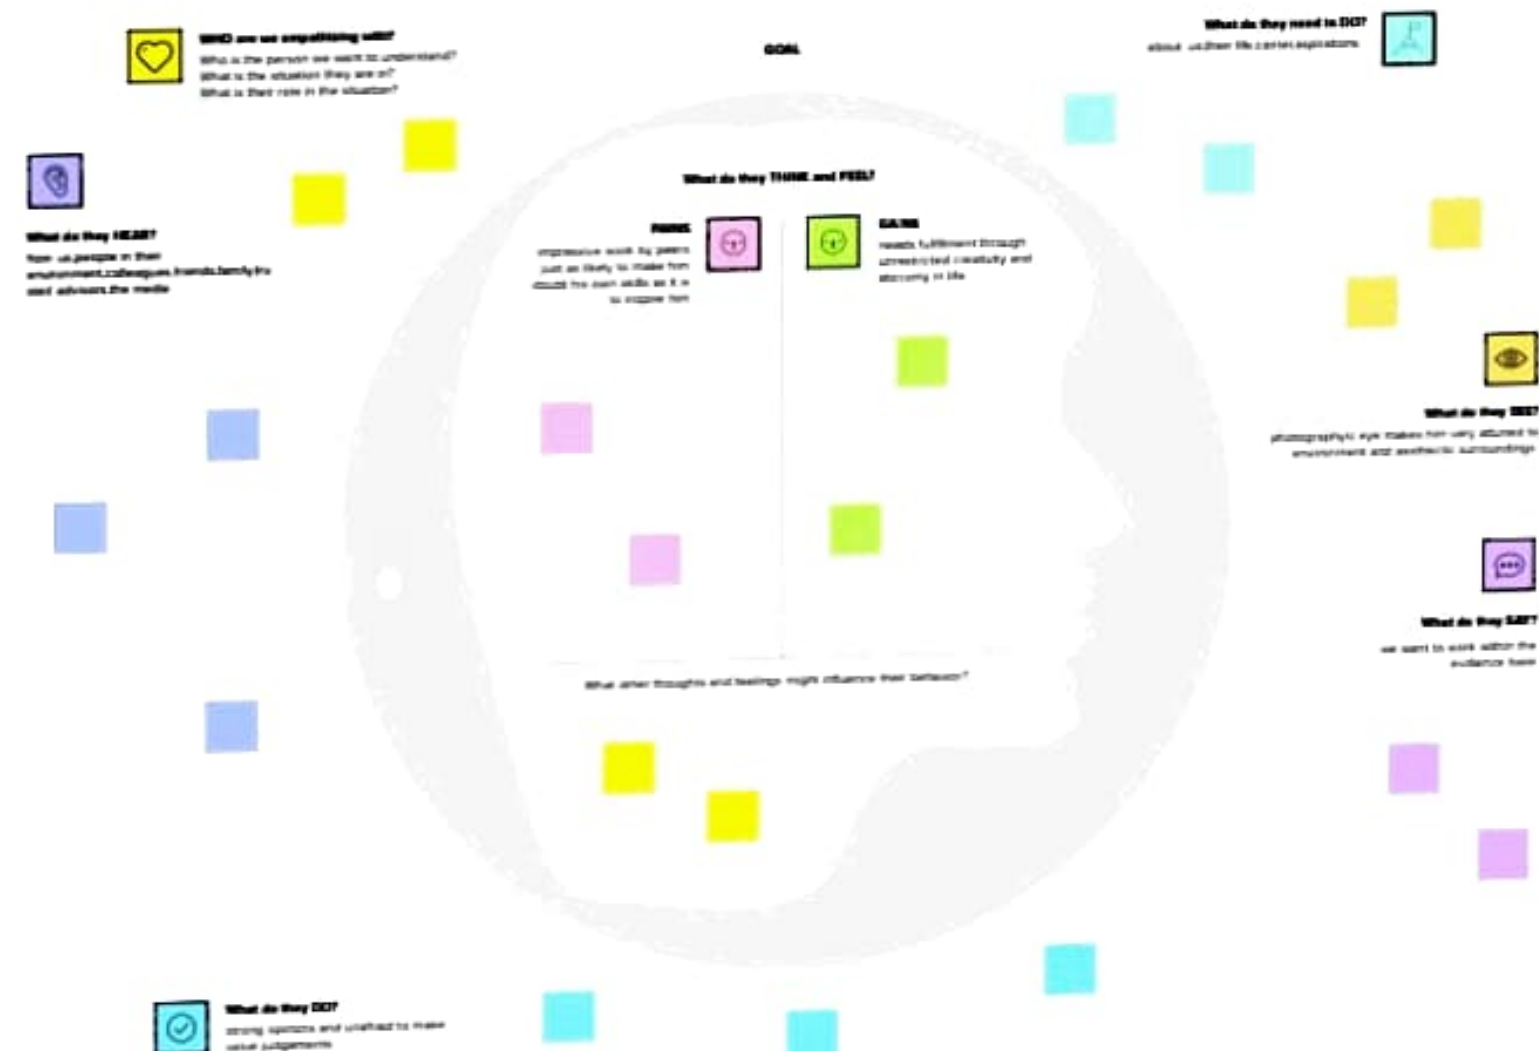 WHO are we empathizing with?
Who is the person we want to understand?
What is the situation they are in?
What is their role in the situation?
GOAL
What do they need to DO?
about us,their life,career,aspirations
What do they HEAR?
from us,people in their
environment,colleagues,friends,family,tru
sted advisors,the media
What do they THINK and FEEL?
PAINS
impressive work by peers
just as likely to make him
doubt his own skills as it is
to inspire him
GAINS
needs fulfillment through
unrestricted creativity and
autonomy in life
What do they SEE?
photographyic eye makes him very attuned to
environment and aesthectic surroundings
What do they SAY?
we want to work within the
evidence base
What other thoughts and feelings might influence their behavior?
What do they DO?
strong opinions and unafraid to make
value judgements